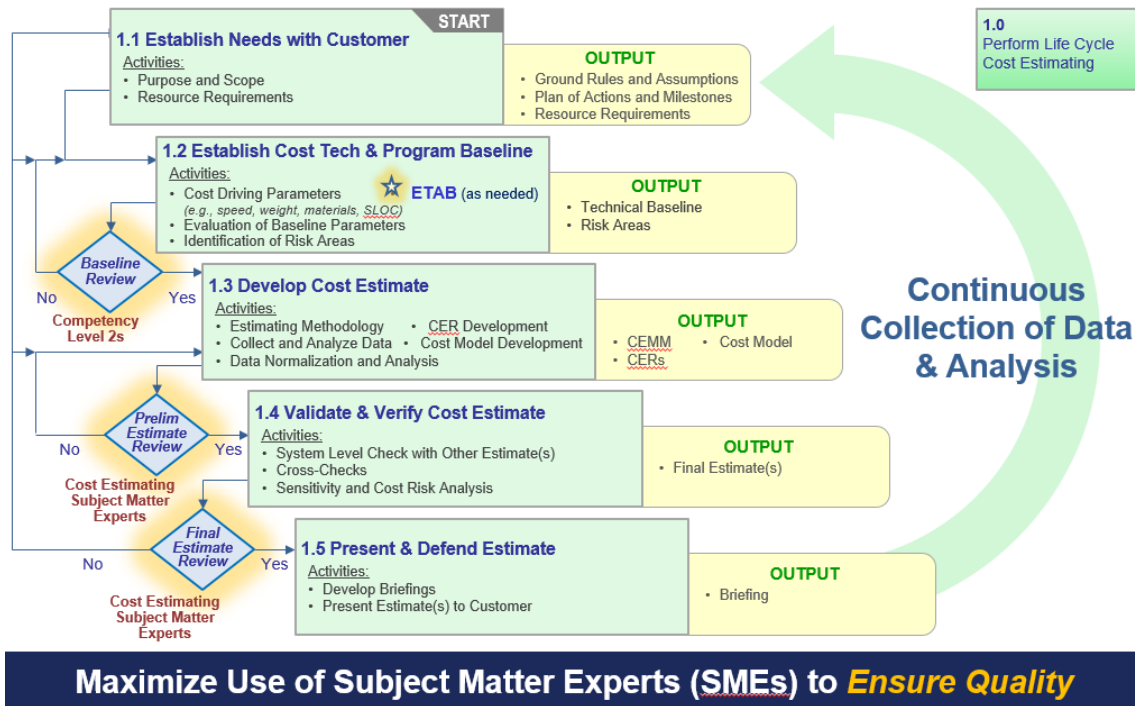 START
1.1 Establish Needs with Customer
Activities:
• Purpose and Scope
• Resource Requirements
OUTPUT
• Ground Rules and Assumptions
• Plan of Actions and Milestones
• Resource Requirements
1.0
Perform Life Cycle
Cost Estimating
1.2 Establish Cost Tech & Program Baseline
Activities:
• Cost Driving Parameters
(e.g., speed, weight, materials, SLOC)
• Evaluation of Baseline Parameters
• Identification of Risk Areas
ETAB (as needed)
OUTPUT
• Technical Baseline
• Risk Areas
Baseline
Review
No
Yes
Competency
Level 2s
1.3 Develop Cost Estimate
Activities:
• Estimating Methodology
• Collect and Analyze Data
• Data Normalization and Analysis
• CER Development
• Cost Model Development
OUTPUT
• CEMM
• CERs
• Cost Model
Continuous
Collection of Data
& Analysis
Prelim
Estimate
Review
No
Yes
Cost Estimating
Subject Matter
Experts
1.4 Validate & Verify Cost Estimate
Activities:
• System Level Check with Other Estimate(s)
• Cross-Checks
• Sensitivity and Cost Risk Analysis
OUTPUT
• Final Estimate(s)
Final
Estimate
Review
No
Yes
Cost Estimating
Subject Matter
Experts
1.5 Present & Defend Estimate
Activities:
• Develop Briefings
• Present Estimate(s) to Customer
OUTPUT
• Briefing
Maximize Use of Subject Matter Experts (SMEs) to Ensure Quality